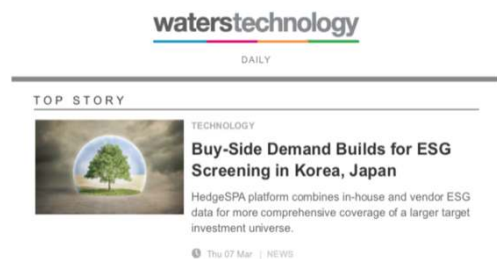 waterstechnology
DAILY
TOP STORY
TECHNOLOGY
Buy-Side Demand Builds for ESG
Screening in Korea, Japan
HedgeSPA platform combines in-house and vendor ESG
data for more comprehensive coverage of a larger target
investment universe.
Thu 07 Mar | NEWS